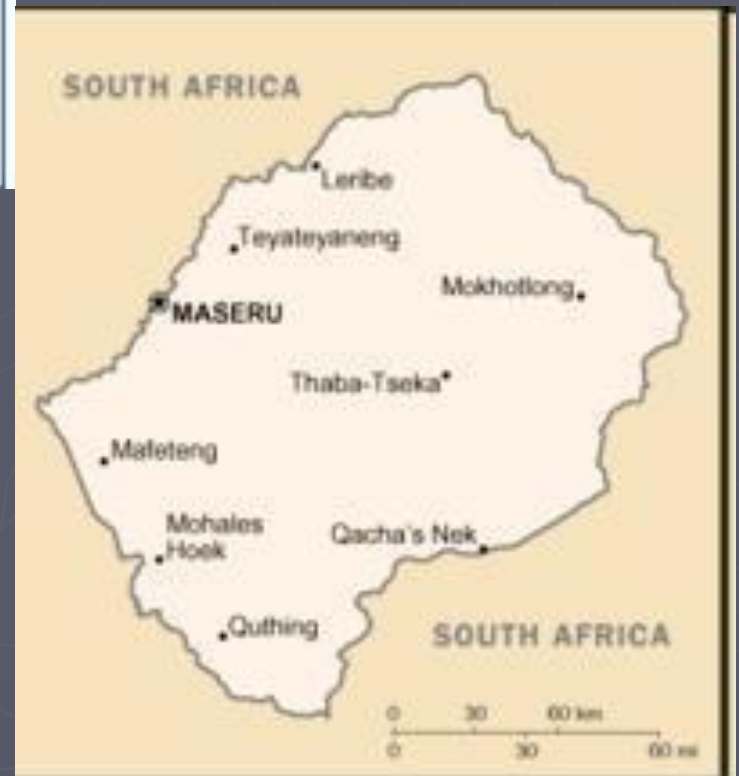 SOUTH AFRICA
Leribe
Teyateyaneng
Mokhotlong
MASERU
Thaba-Tseka
Mafeteng
Mohales
Hoek
Qacha's Nek
Quthing
SOUTH AFRICA
0 30 60 km
0 30 60 mi